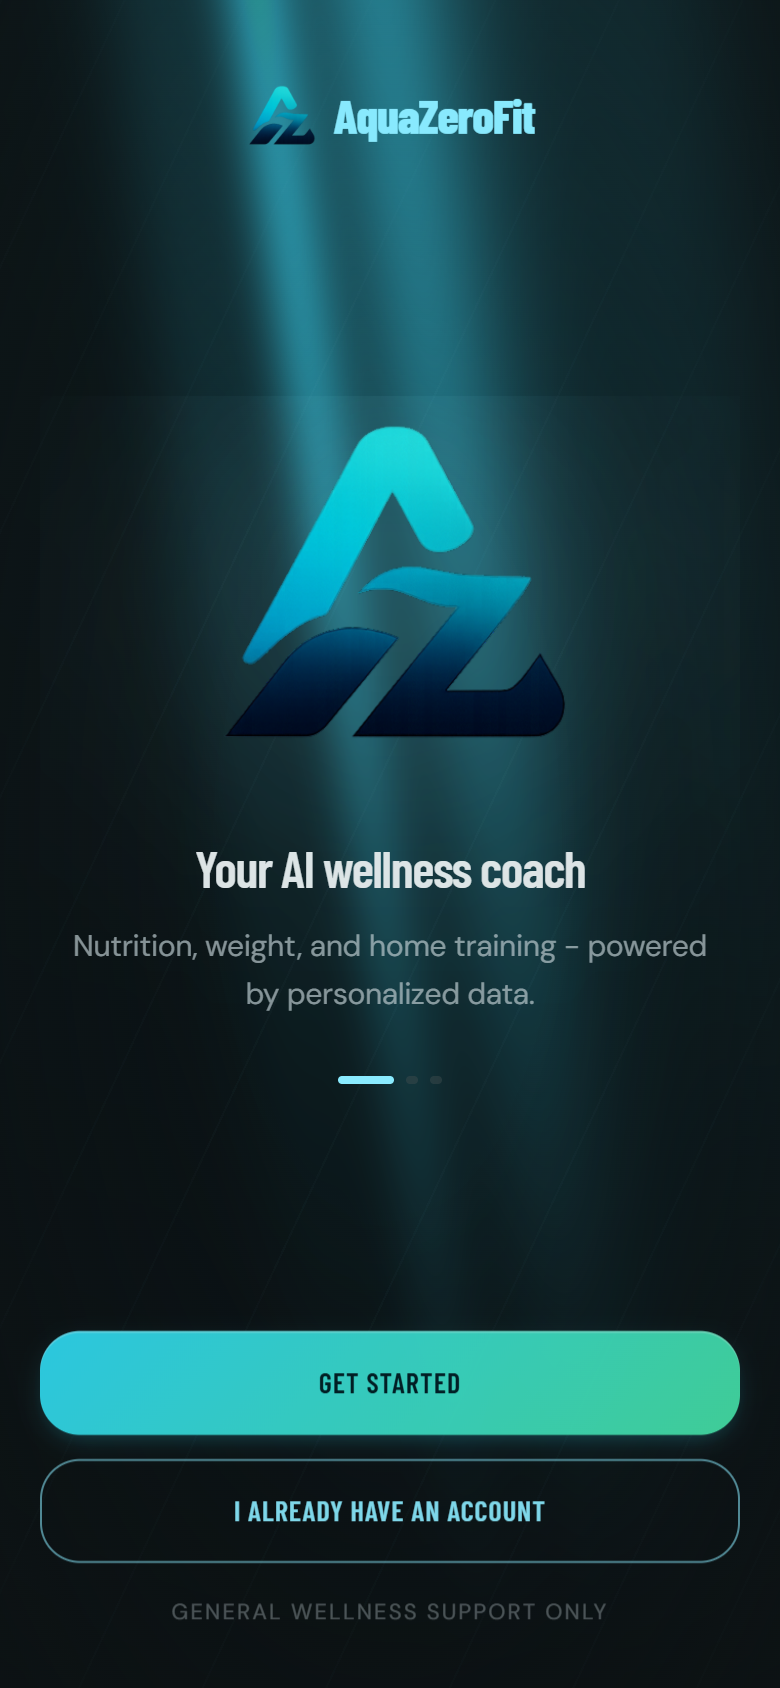 AquaZeroFit
Your AI wellness coach
Nutrition, weight, and home training - powered
by personalized data.
GET STARTED
I ALREADY HAVE AN ACCOUNT
GENERAL WELLNESS SUPPORT ONLY